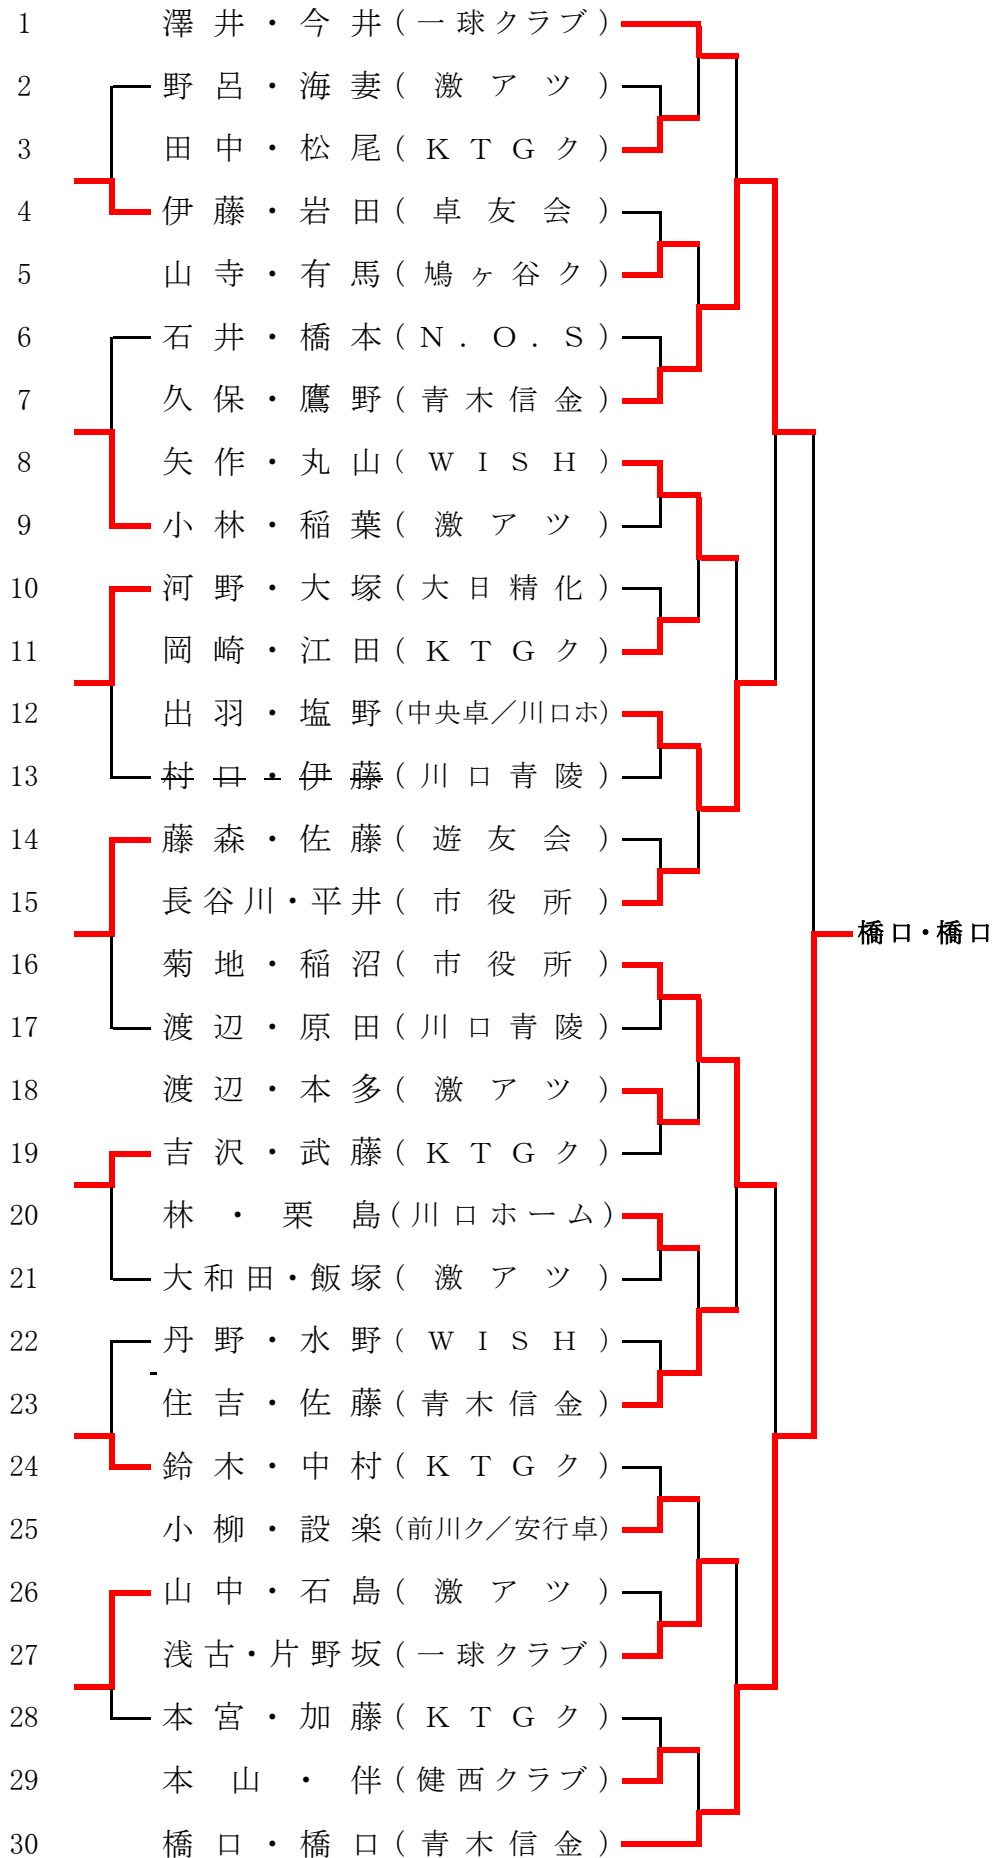 1 澤井・今井(一球クラブ)
2 野呂・海妻(激アツ)
3 田中・松尾(KTGク)
4 伊藤・岩田(卓友会)
5 山寺・有馬(鳩ヶ谷ク)
6 石井・橋本(N.O.S)
7 久保・鷹野(青木信金)
8 矢作・丸山(WISH)
9 小林・稲葉(激アツ)
10 河野・大塚(大日精化)
11 岡崎・江田(KTGク)
12 出羽・塩野(中央卓／川口ホ)
13 村口・伊藤(川口青陵)
14 藤森・佐藤(遊友会)
15 長谷川・平井(市役所)
橋口・橋口
16 菊地・稲沼(市役所)
17 渡辺・原田(川口青陵)
18 渡辺・本多(激アツ)
19 吉沢・武藤(KTGク)
20 林・栗島(川口ホーム)
21 大和田・飯塚(激アツ)
22 丹野・水野(WISH)
23 住吉・佐藤(青木信金)
24 鈴木・中村(KTGク)
25 小柳・設楽(前川ク／安行卓)
26 山中・石島(激アツ)
27 浅古・片野坂(一球クラブ)
28 本宮・加藤(KTGク)
29 本山・伴(健西クラブ)
30 橋口・橋口(青木信金)